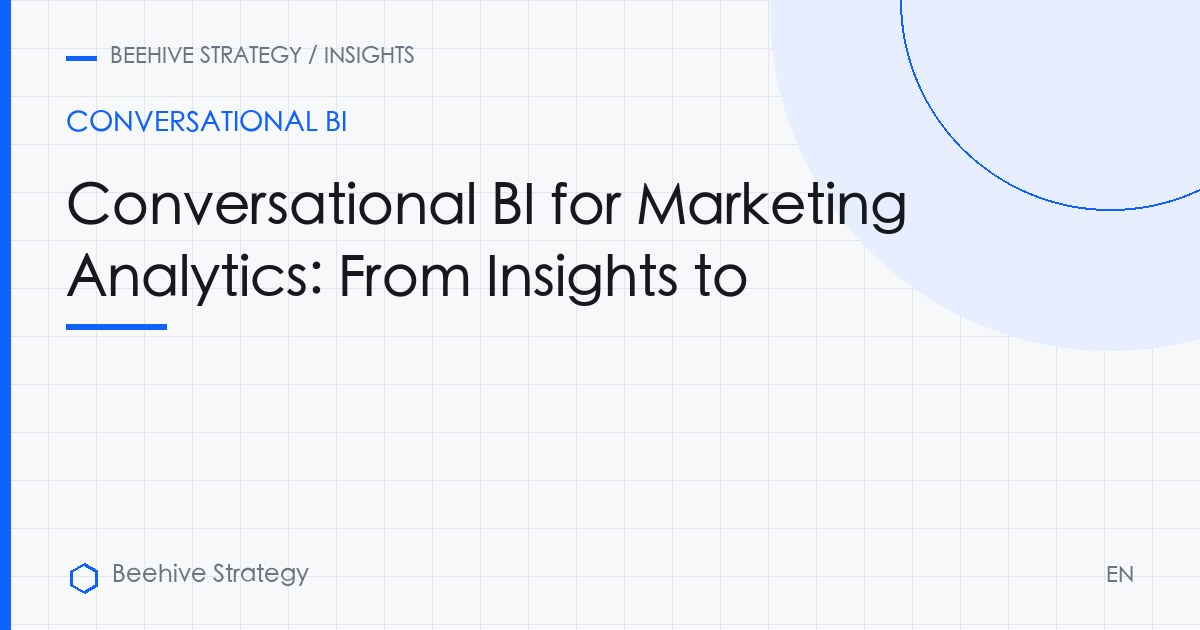 BEEHIVE STRATEGY / INSIGHTS
CONVERSATIONAL BI
Conversational BI for Marketing
Analytics: From Insights to
Beehive Strategy
EN